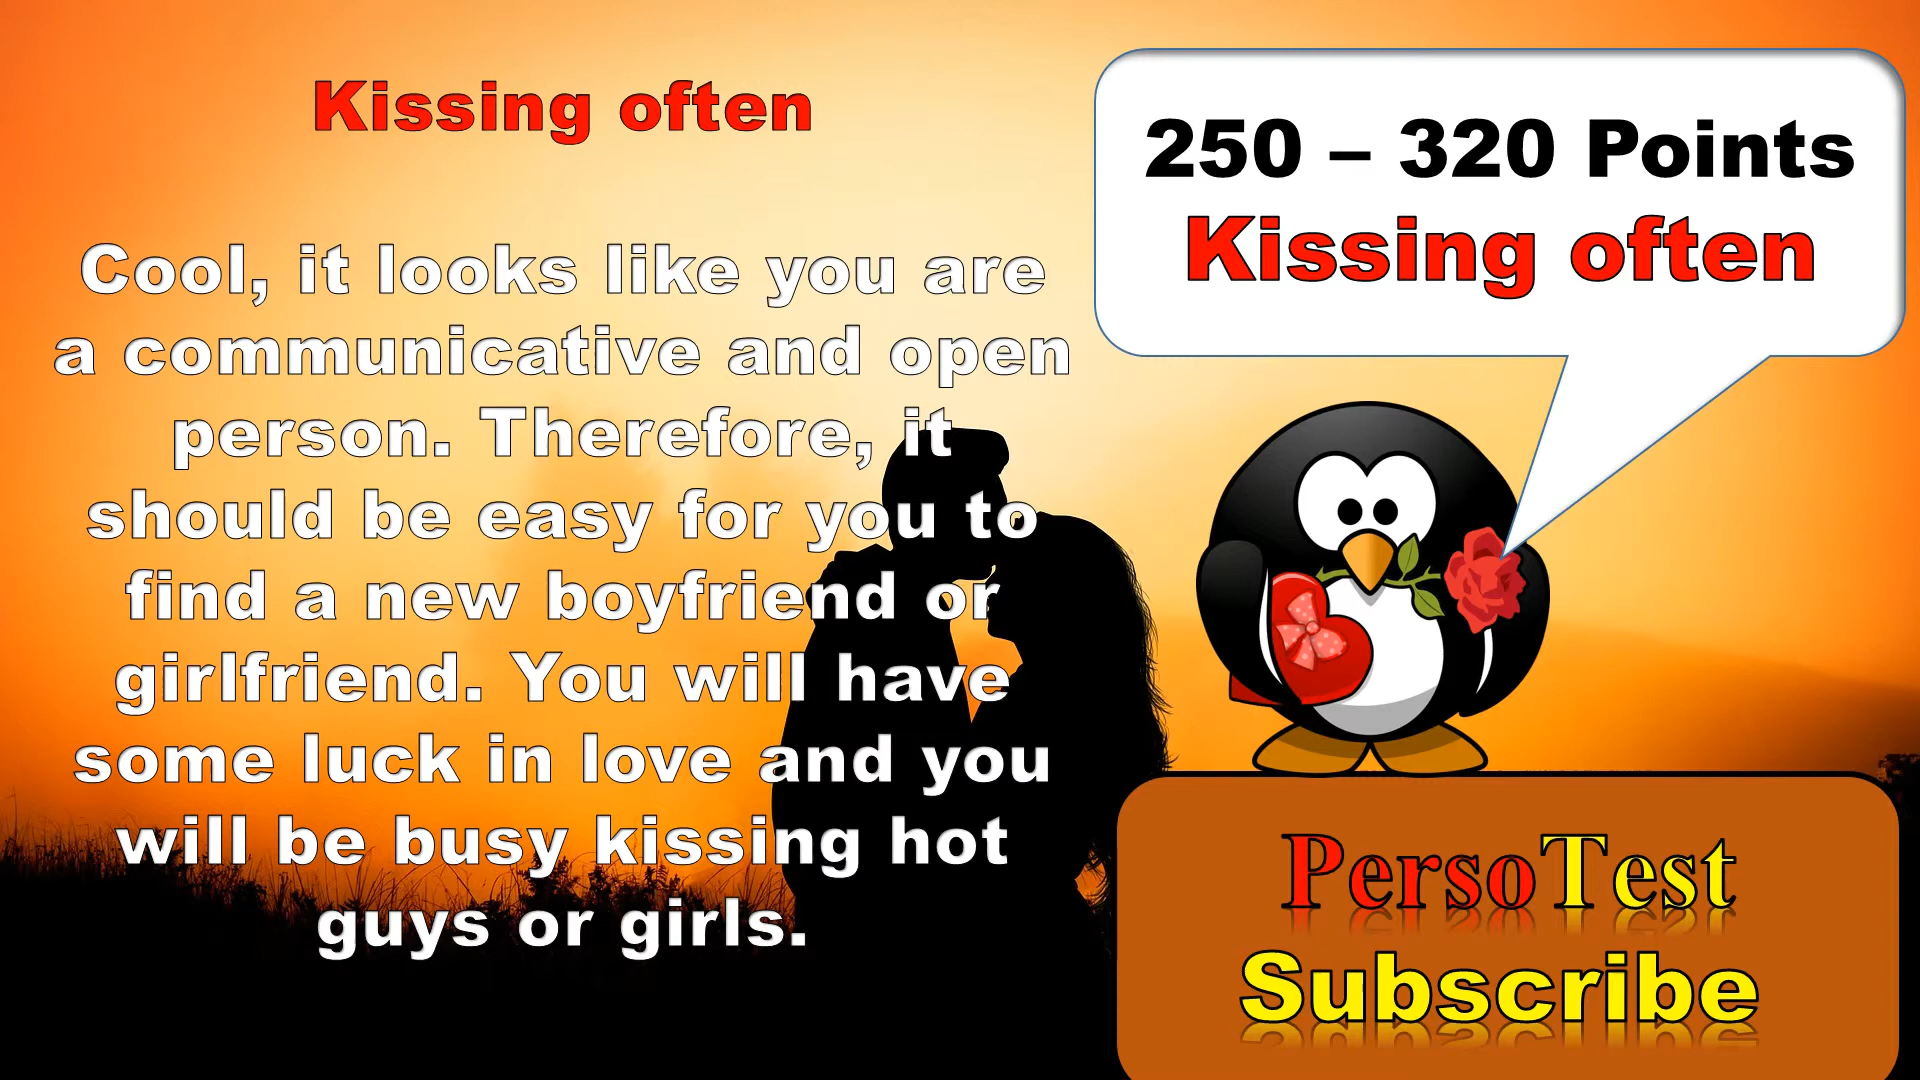 Kissing often
Cool, it looks like you are
a communicative and open
person. Therefore, it
should be easy for you to
find a new boyfriend or
girlfriend. You will have
some luck in love and you
will be busy kissing hot
guys or girls.
250 – 320 Points
Kissing often
PersoTest
Subscribe